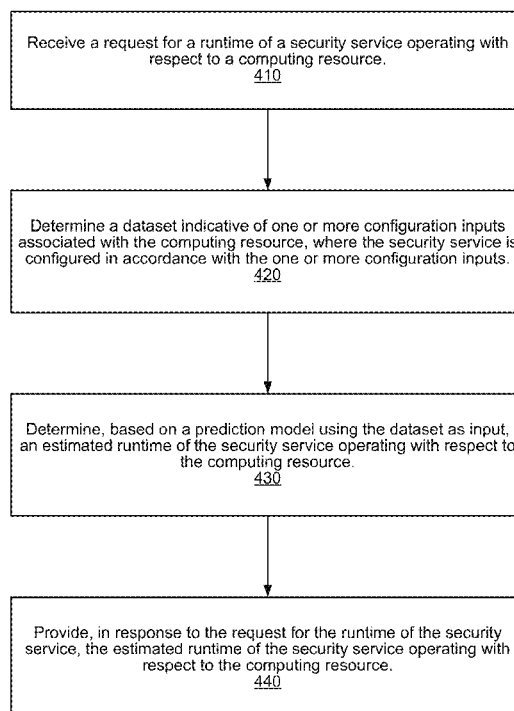 Receive a request for a runtime of a security service operating with
respect to a computing resource.
410
Determine a dataset indicative of one or more configuration inputs
associated with the computing resource, where the security service is
configured in accordance with the one or more configuration inputs.
420
Determine, based on a prediction model using the dataset as input,
an estimated runtime of the security service operating with respect to
the computing resource.
430
Provide, in response to the request for the runtime of the security
service, the estimated runtime of the security service operating with
respect to the computing resource.
440